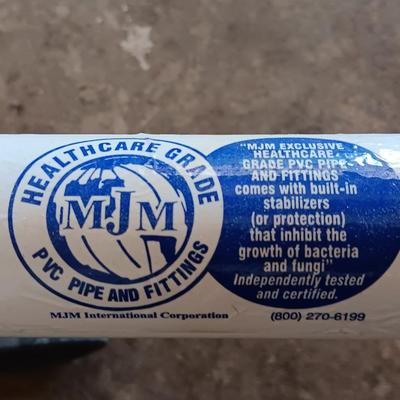 HEALTHCARE GRADE
MJM
PVC PIPE AND FITTINGS
MJM International Corporation
"MJM EXCLUSIVE
HEALTHCARE
GRADE PVC PIPE
AND FITTINGS
comes with built-in
stabilizers
(or protection)
that inhibit the
growth of bacteria
and fungi"
Independently tested
and certified.
(800) 270-6199